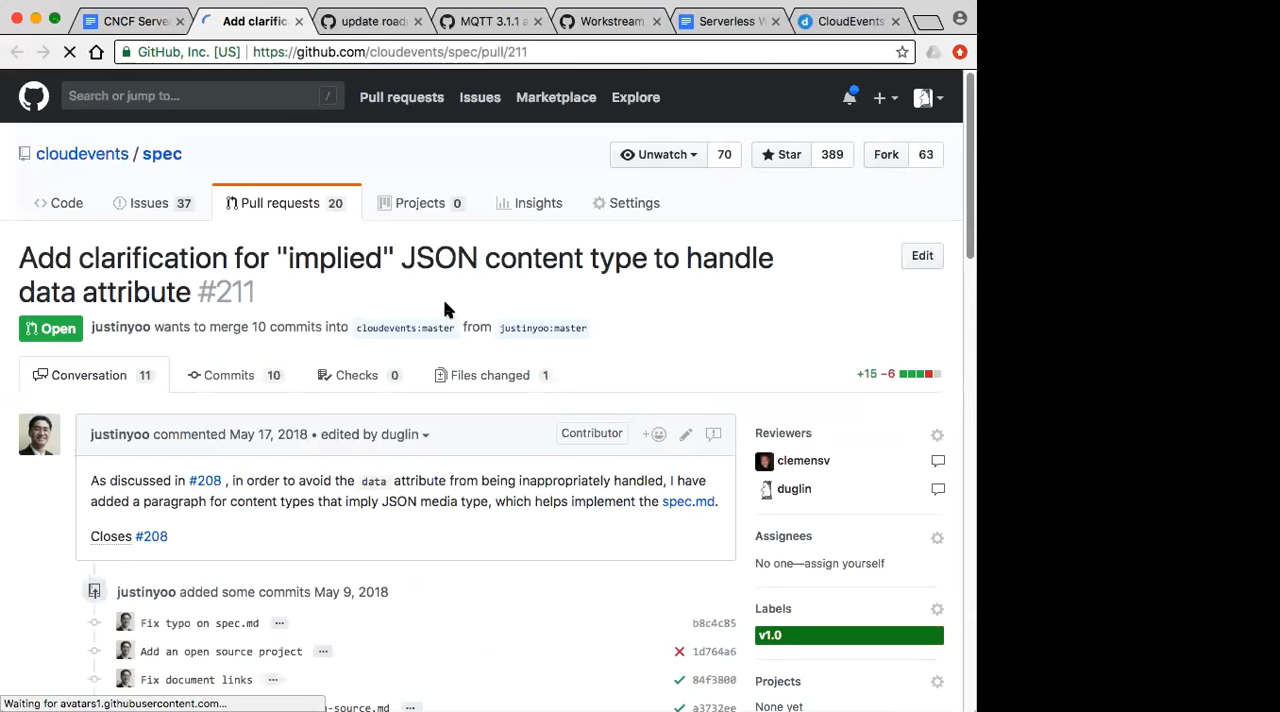 CNCF Serve
Add clarific
update road
MQTT 3.1.1 a
Workstream
Serverless W
CloudEvents
GitHub, Inc. [US]
https://github.com/cloudevents/spec/pull/211
Search or jump to...
/
Pull requests
Issues
Marketplace
Explore
cloudevents / spec
Unwatch 70
Star 389
Fork 63
Code
Issues 37
Pull requests 20
Projects 0
Insights
Settings
Add clarification for "implied" JSON content type to handle
data attribute #211
Edit
Open
justinyoo wants to merge 10 commits into cloudevents:master from justinyoo:master
Conversation 11
Commits 10
Checks 0
Files changed 1
+15 −6
justinyoo commented May 17, 2018 • edited by duglin
Contributor
As discussed in #208 , in order to avoid the data attribute from being inappropriately handled, I have
added a paragraph for content types that imply JSON media type, which helps implement the spec.md.
Closes #208
justinyoo added some commits May 9, 2018
Fix typo on spec.md ... b8c4c85
Add an open source project ... 1d764a6
Fix document links ... 84f3800
-source.md ... a3732ee
Reviewers
clemensv
duglin
Assignees
No one—assign yourself
Labels
v1.0
Projects
None yet
Waiting for avatars1.githubusercontent.com...